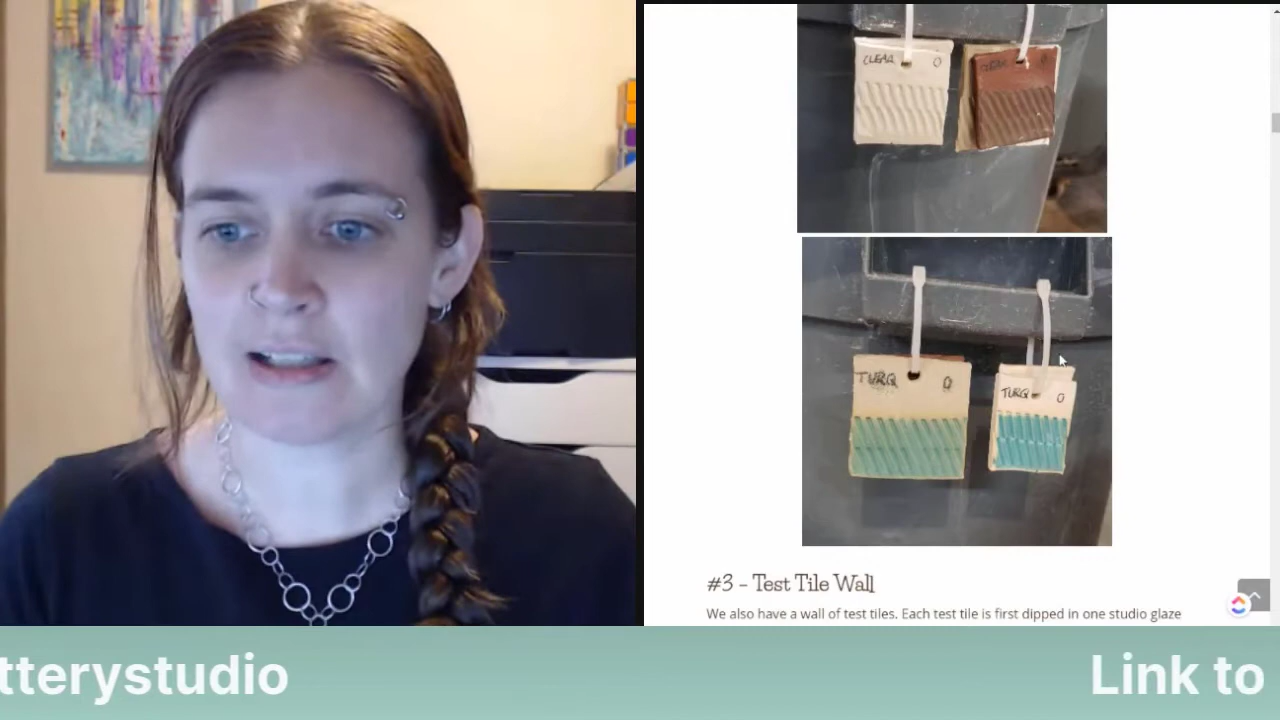 CLEAR O
CLEAR O
TURQ O
TURQ O
#3 - Test Tile Wall
We also have a wall of test tiles. Each test tile is first dipped in one studio glaze
tterystudio
Link to